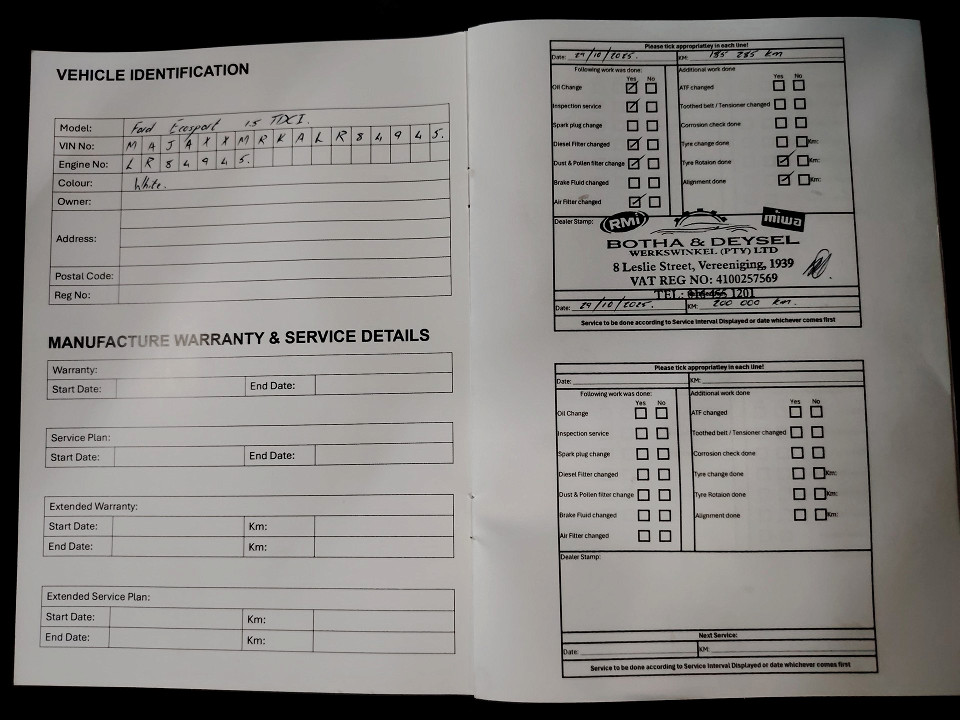 VEHICLE IDENTIFICATION
Model: Ford Ecosport 1.5 TDCI.
VIN No: M A J A X X M R K A L R 8 4 9 4 5.
Engine No: L R 8 4 9 4 5.
Colour: White.
Owner:
Address:
Postal Code:
Reg No:
MANUFACTURE WARRANTY & SERVICE DETAILS
Warranty:
Start Date: End Date:
Service Plan:
Start Date: End Date:
Extended Warranty:
Start Date: Km:
End Date: Km:
Extended Service Plan:
Start Date: Km:
End Date: Km:
Please tick appropriatley in each line!
Date: 29/10/2025. KM: 185 285 km
Following work was done: Additional work done
Yes No Yes No
Oil Change ATF changed
Inspection service Toothed belt / Tensioner changed
Spark plug change Corrosion check done
Diesel Filter changed Tyre change done Km:
Dust & Pollen filter change Tyre Rotaion done Km:
Brake Fluid changed Alignment done Km:
Air Filter changed
Dealer Stamp: RMI miwa
BOTHA & DEYSEL
WERKSWINKEL (PTY) LTD
8 Leslie Street, Vereeniging, 1939
VAT REG NO: 4100257569
TEL: 1201
Date: 29/10/2025. KM: 200 000 km.
Service to be done according to Service Interval Displayed or date whichever comes first
Please tick appropriatley in each line!
Date: KM:
Following work was done: Additional work done
Yes No Yes No
Oil Change ATF changed
Inspection service Toothed belt / Tensioner changed
Spark plug change Corrosion check done
Diesel Filter changed Tyre change done Km:
Dust & Pollen filter change Tyre Rotaion done Km:
Brake Fluid changed Alignment done Km:
Air Filter changed
Dealer Stamp:
Next Service:
Date: KM:
Service to be done according to Service Interval Displayed or date whichever comes first